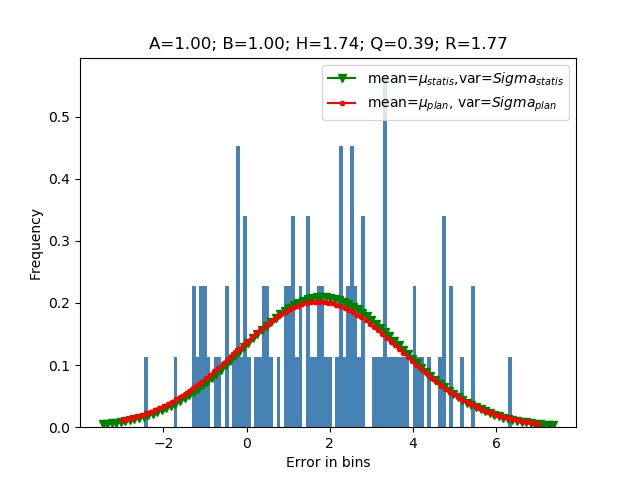 A=1.00; B=1.00; H=1.74; Q=0.39; R=1.77
mean=μstatis,var=Sigmastatis
mean=μplan, var=Sigmaplan
0.5
0.4
0.3
0.2
0.1
0.0
Frequency
−2 0 2 4 6
Error in bins